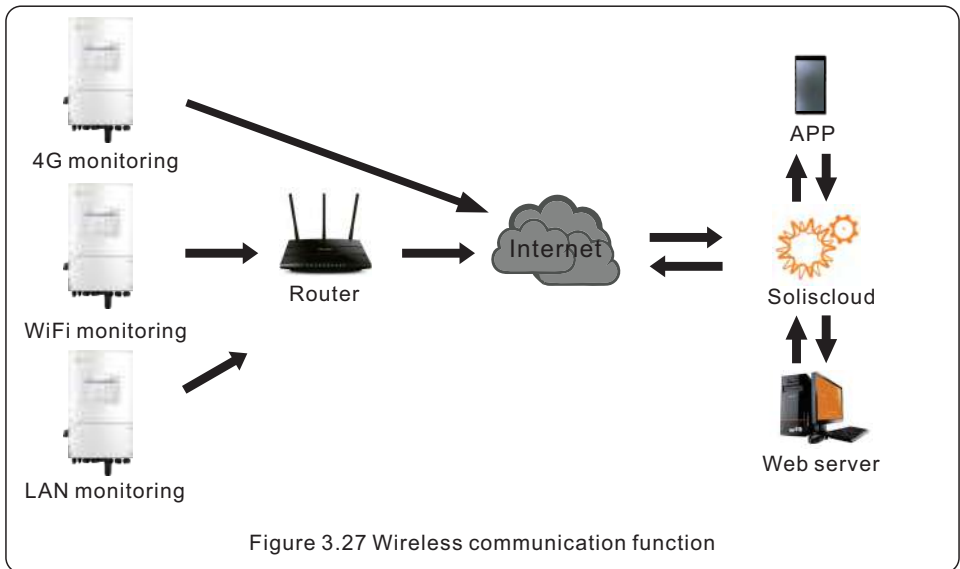 4G monitoring
WiFi monitoring
LAN monitoring
Router
Internet
APP
Soliscloud
Web server
Figure 3.27 Wireless communication function